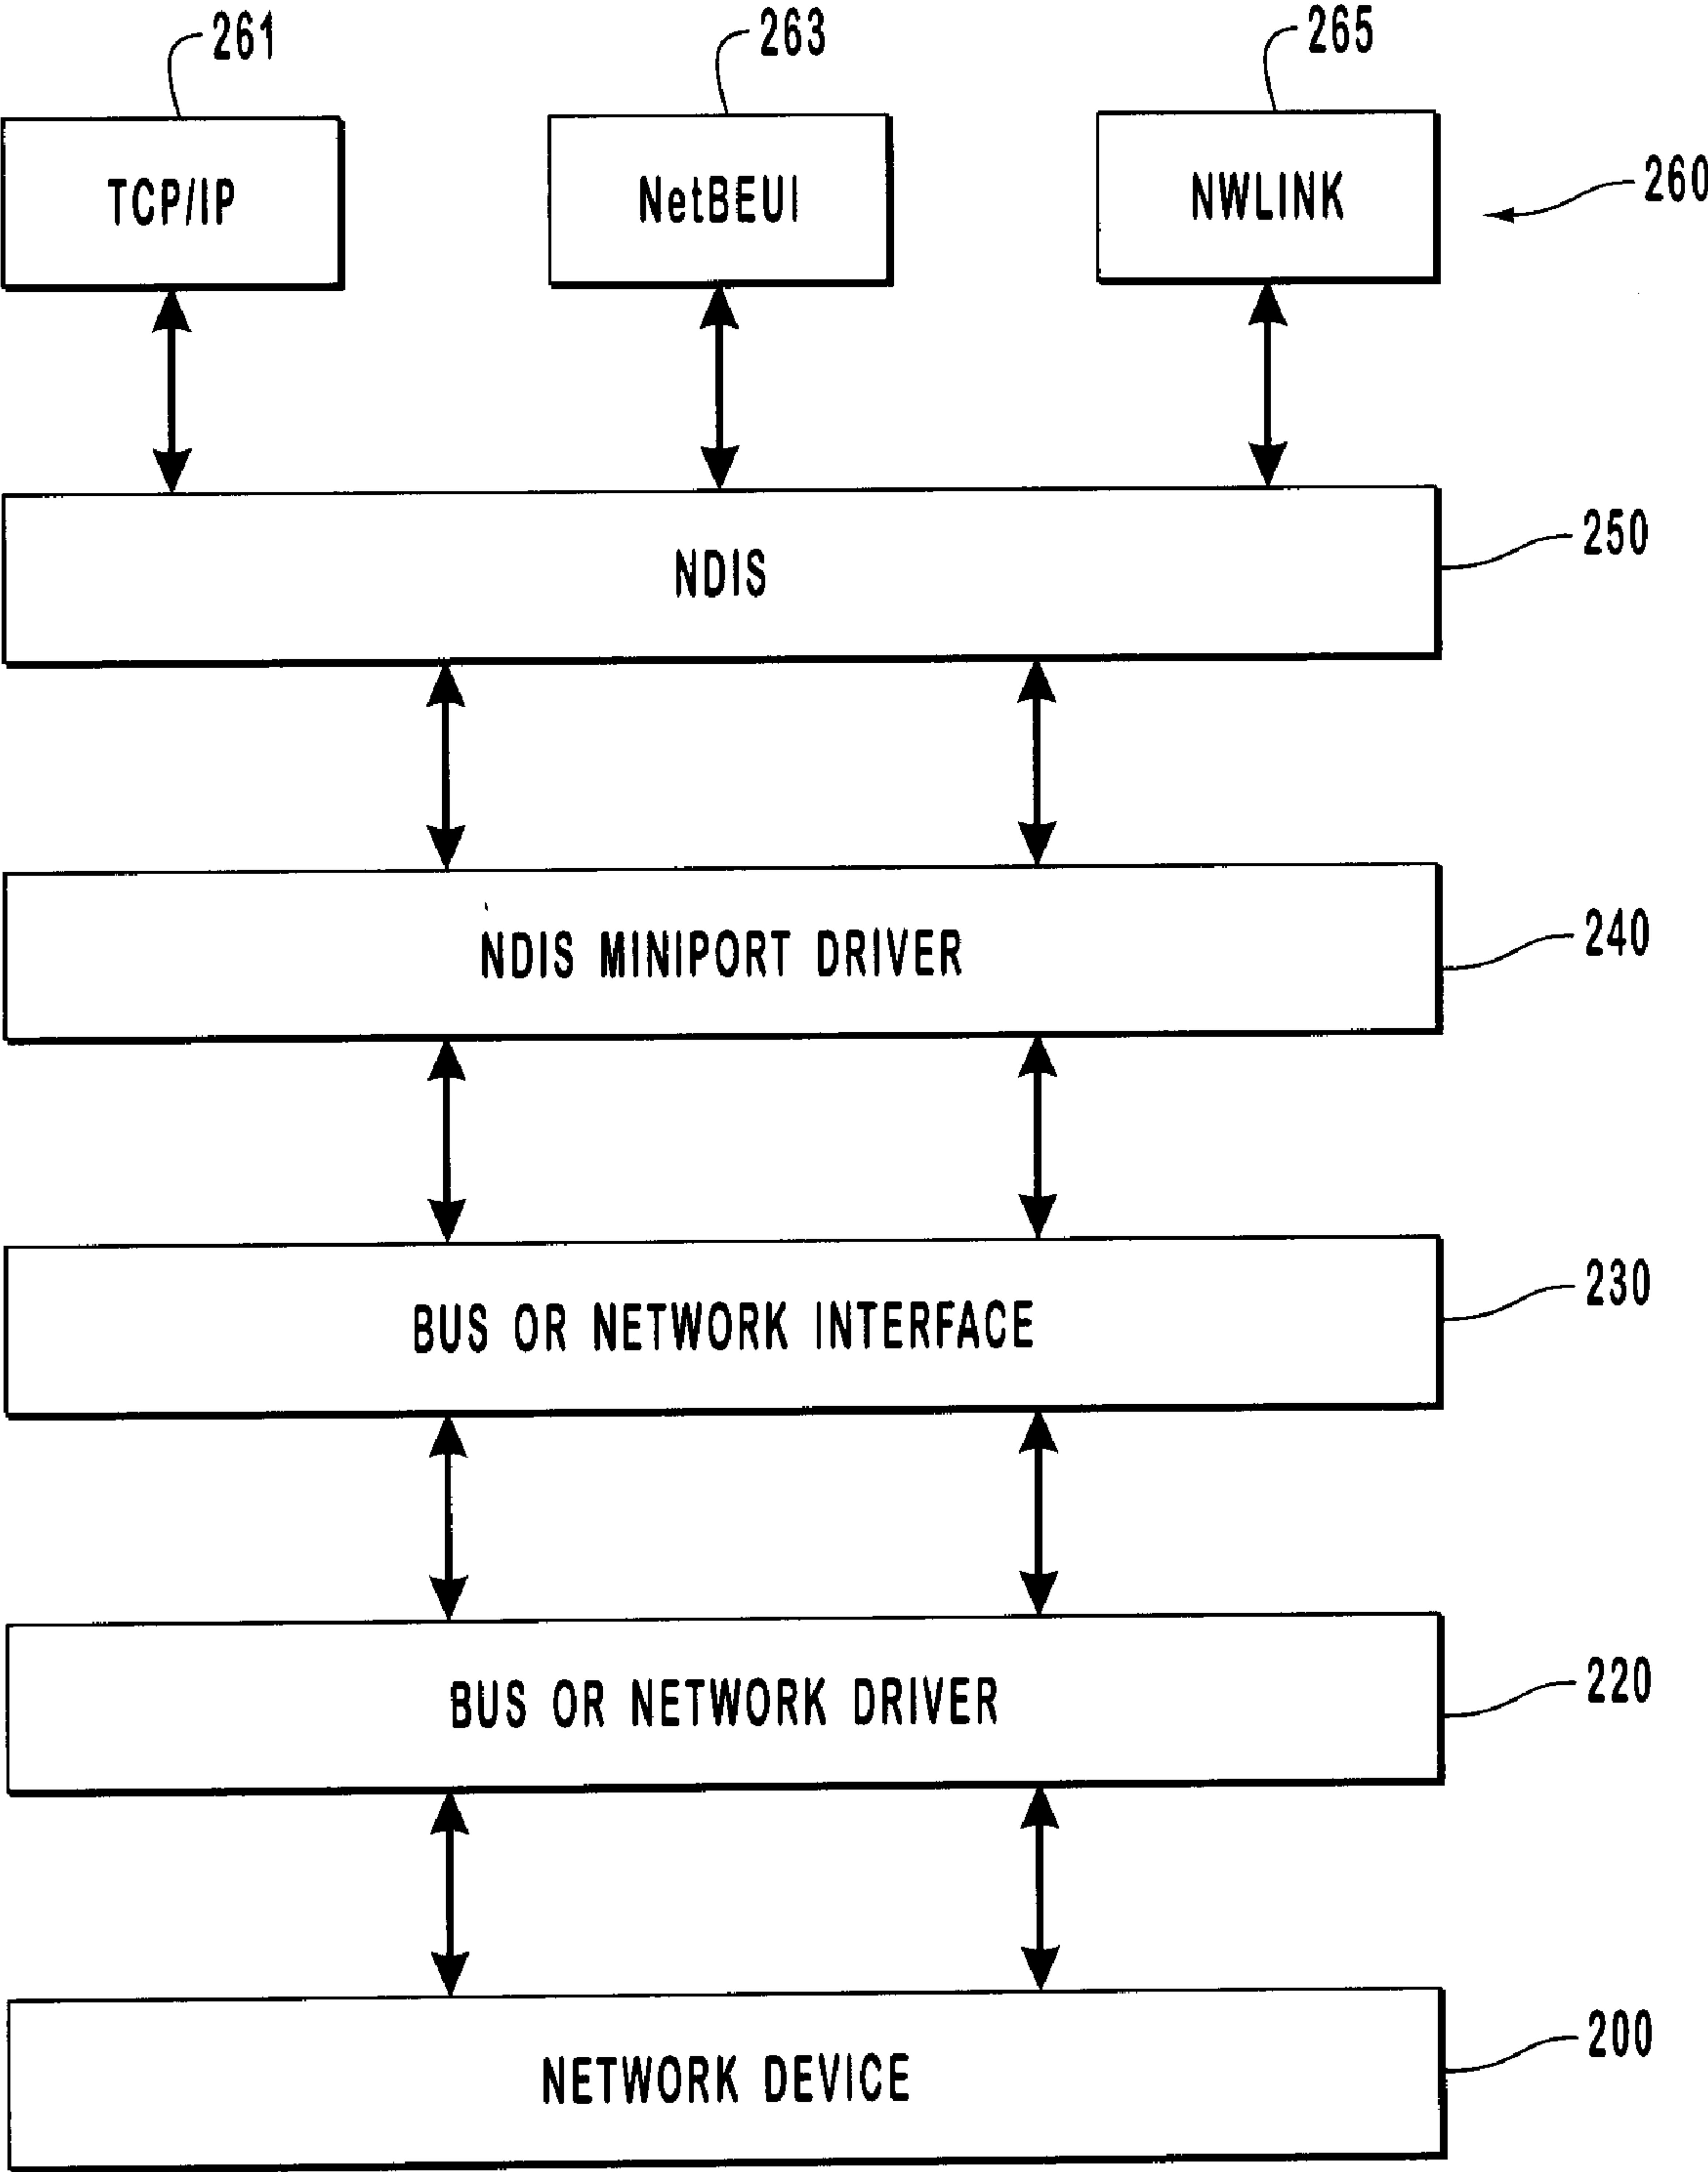 261
263
265
TCP/IP
NetBEUI
NWLINK
260
NDIS
250
NDIS MINIPORT DRIVER
240
BUS OR NETWORK INTERFACE
230
BUS OR NETWORK DRIVER
220
NETWORK DEVICE
200